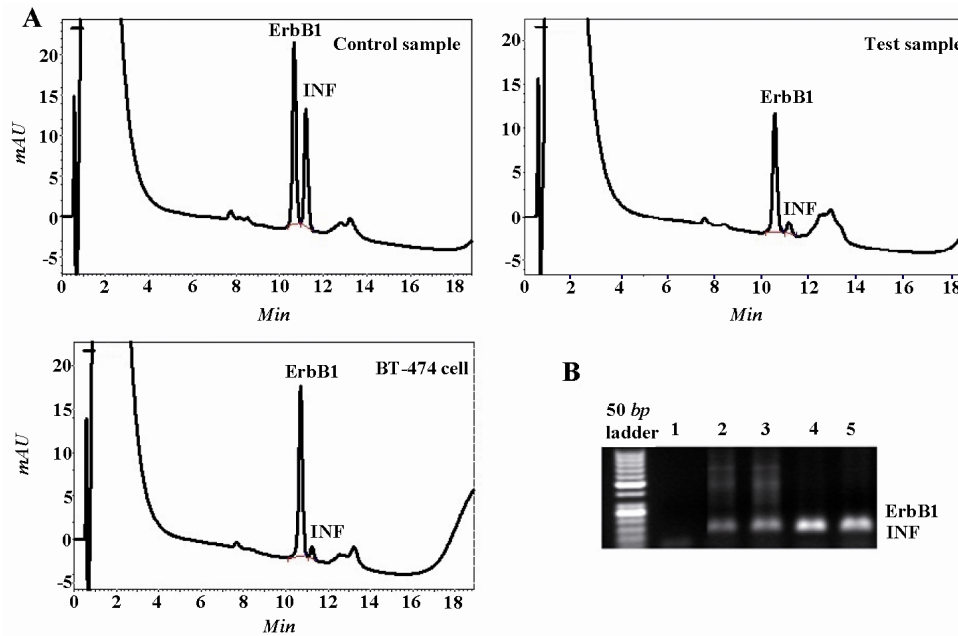 A
ErbB1
INF
Control sample
mAU
20
15
10
5
0
-5
0 2 4 6 8 10 12 14 16 18
Min
Test sample
ErbB1
INF
20
15
10
5
0
-5
0 2 4 6 8 10 12 14 16 18
Min
BT-474 cell
ErbB1
INF
mAU
20
15
10
5
0
-5
0 2 4 6 8 10 12 14 16 18
Min
B
50 bp
ladder
1 2 3 4 5
ErbB1
INF